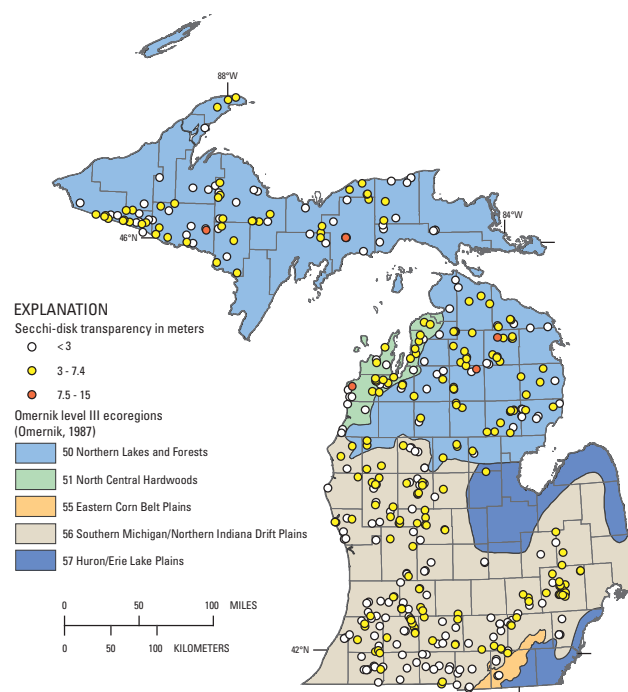 88°W
84°W
46°N
EXPLANATION
Secchi-disk transparency in meters
< 3
3 - 7.4
7.5 - 15
Omernik level III ecoregions
(Omernik, 1987)
50 Northern Lakes and Forests
51 North Central Hardwoods
55 Eastern Corn Belt Plains
56 Southern Michigan/Northern Indiana Drift Plains
57 Huron/Erie Lake Plains
0 50 100 MILES
0 50 100 KILOMETERS
42°N